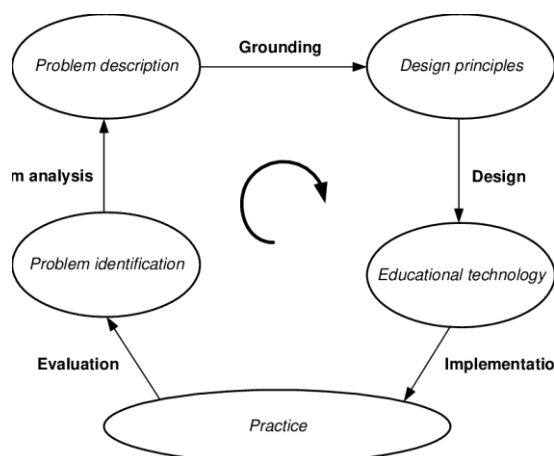 Grounding
Problem description
Design principles
m analysis
Design
Problem identification
Educational technology
Evaluation
Implementatio
Practice